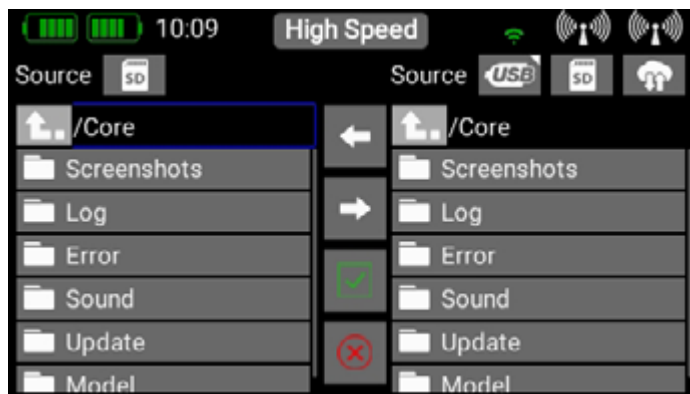 10:09 High Speed
Source SD Source USB SD
/Core /Core
Screenshots Screenshots
Log Log
Error Error
Sound Sound
Update Update
Model Model